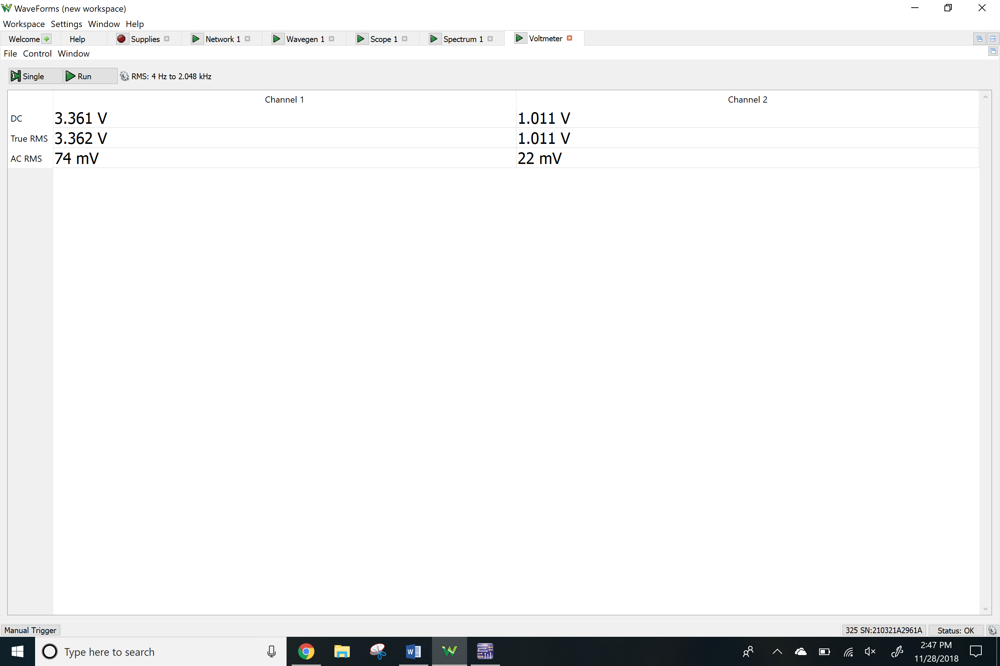 WaveForms (new workspace)
Workspace Settings Window Help
Welcome Help Supplies Network 1 Wavegen 1 Scope 1 Spectrum 1 Voltmeter
File Control Window
Single Run RMS: 4 Hz to 2.048 kHz
Channel 1 Channel 2
DC 3.361 V 1.011 V
True RMS 3.362 V 1.011 V
AC RMS 74 mV 22 mV
Manual Trigger 325 SN:210321A2961A Status: OK
Type here to search
2:47 PM
11/28/2018